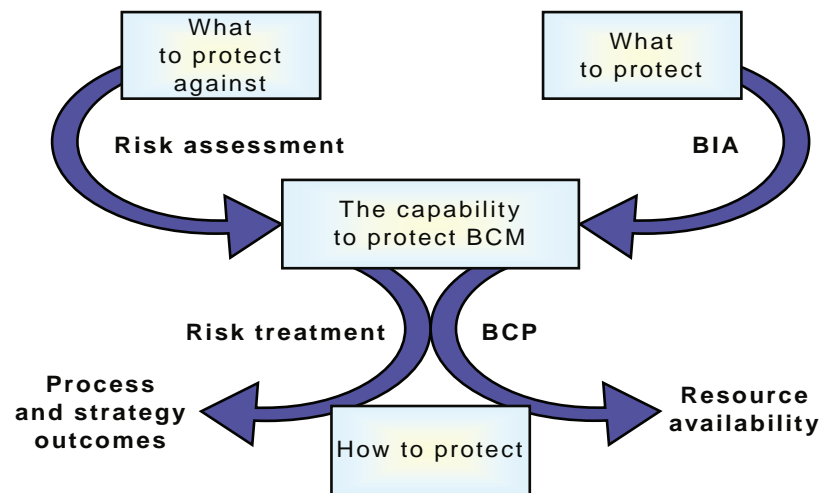 What
to protect
against
What
to protect
Risk assessment
BIA
The capability
to protect BCM
Risk treatment
BCP
Process
and strategy
outcomes
Resource
availability
How to protect